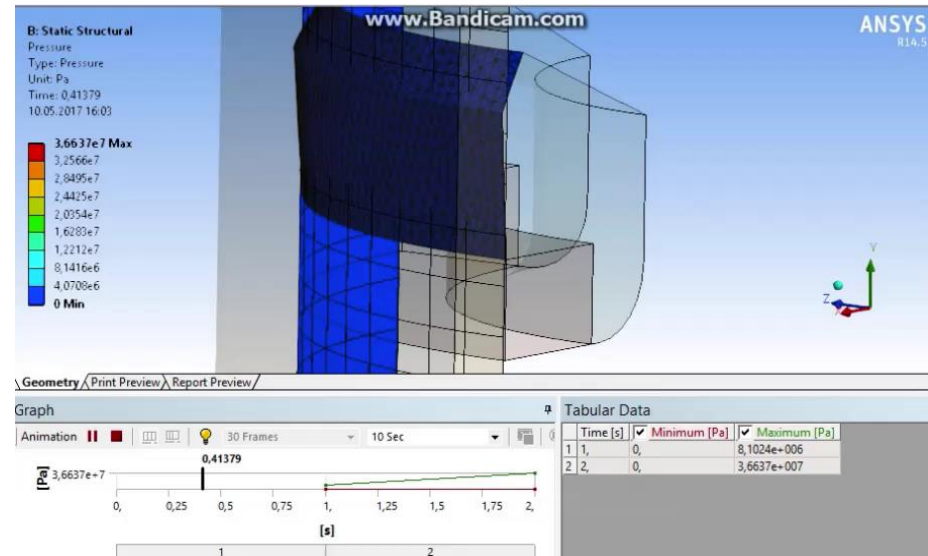 www.Bandicam.com
ANSYS
R14.5
B: Static Structural
Pressure
Type: Pressure
Unit: Pa
Time: 0,41379
10.05.2017 16:03
3.6637e7 Max
3,2566e7
2,8495e7
2,4425e7
2,0354e7
1,6283e7
1,2212e7
8,1416e6
4,0708e6
0 Min
Y
Z
X
Geometry Print Preview Report Preview
Graph
Animation 30 Frames 10 Sec
0,41379
[Pa] 3,6637e+7
0, 0,25 0,5 0,75 1, 1,25 1,5 1,75 2,
[s]
1 2
Tabular Data
Time [s] Minimum [Pa] Maximum [Pa]
1 1, 0, 8,1024e+006
2 2, 0, 3,6637e+007